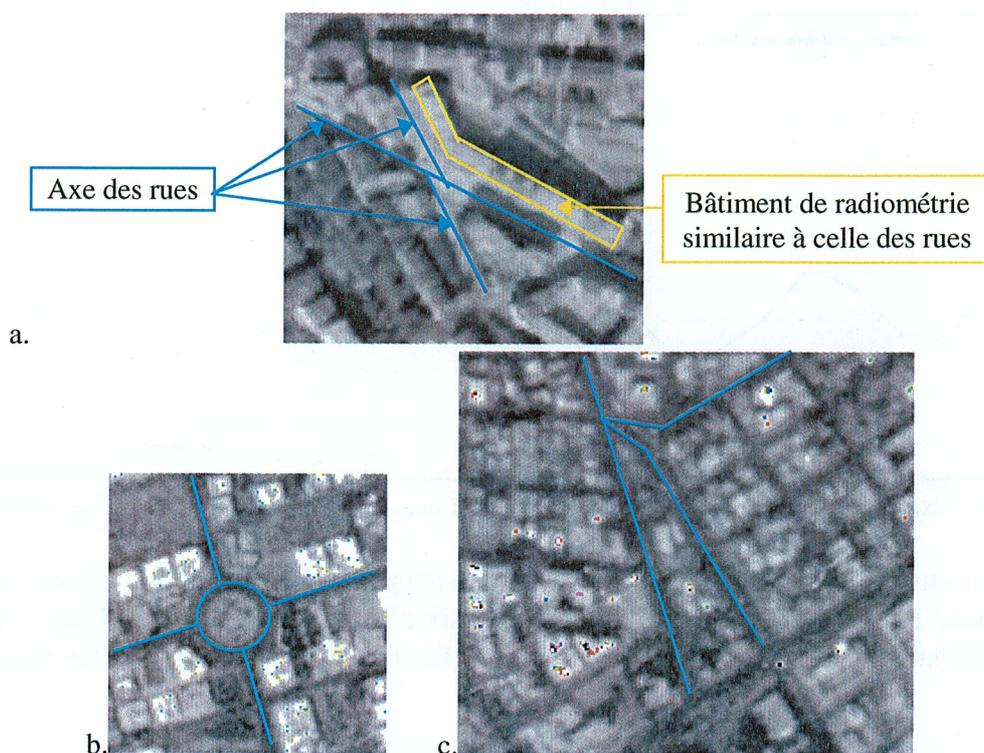 Axe des rues
Bâtiment de radiométrie
similaire à celle des rues
a.
b.
c.